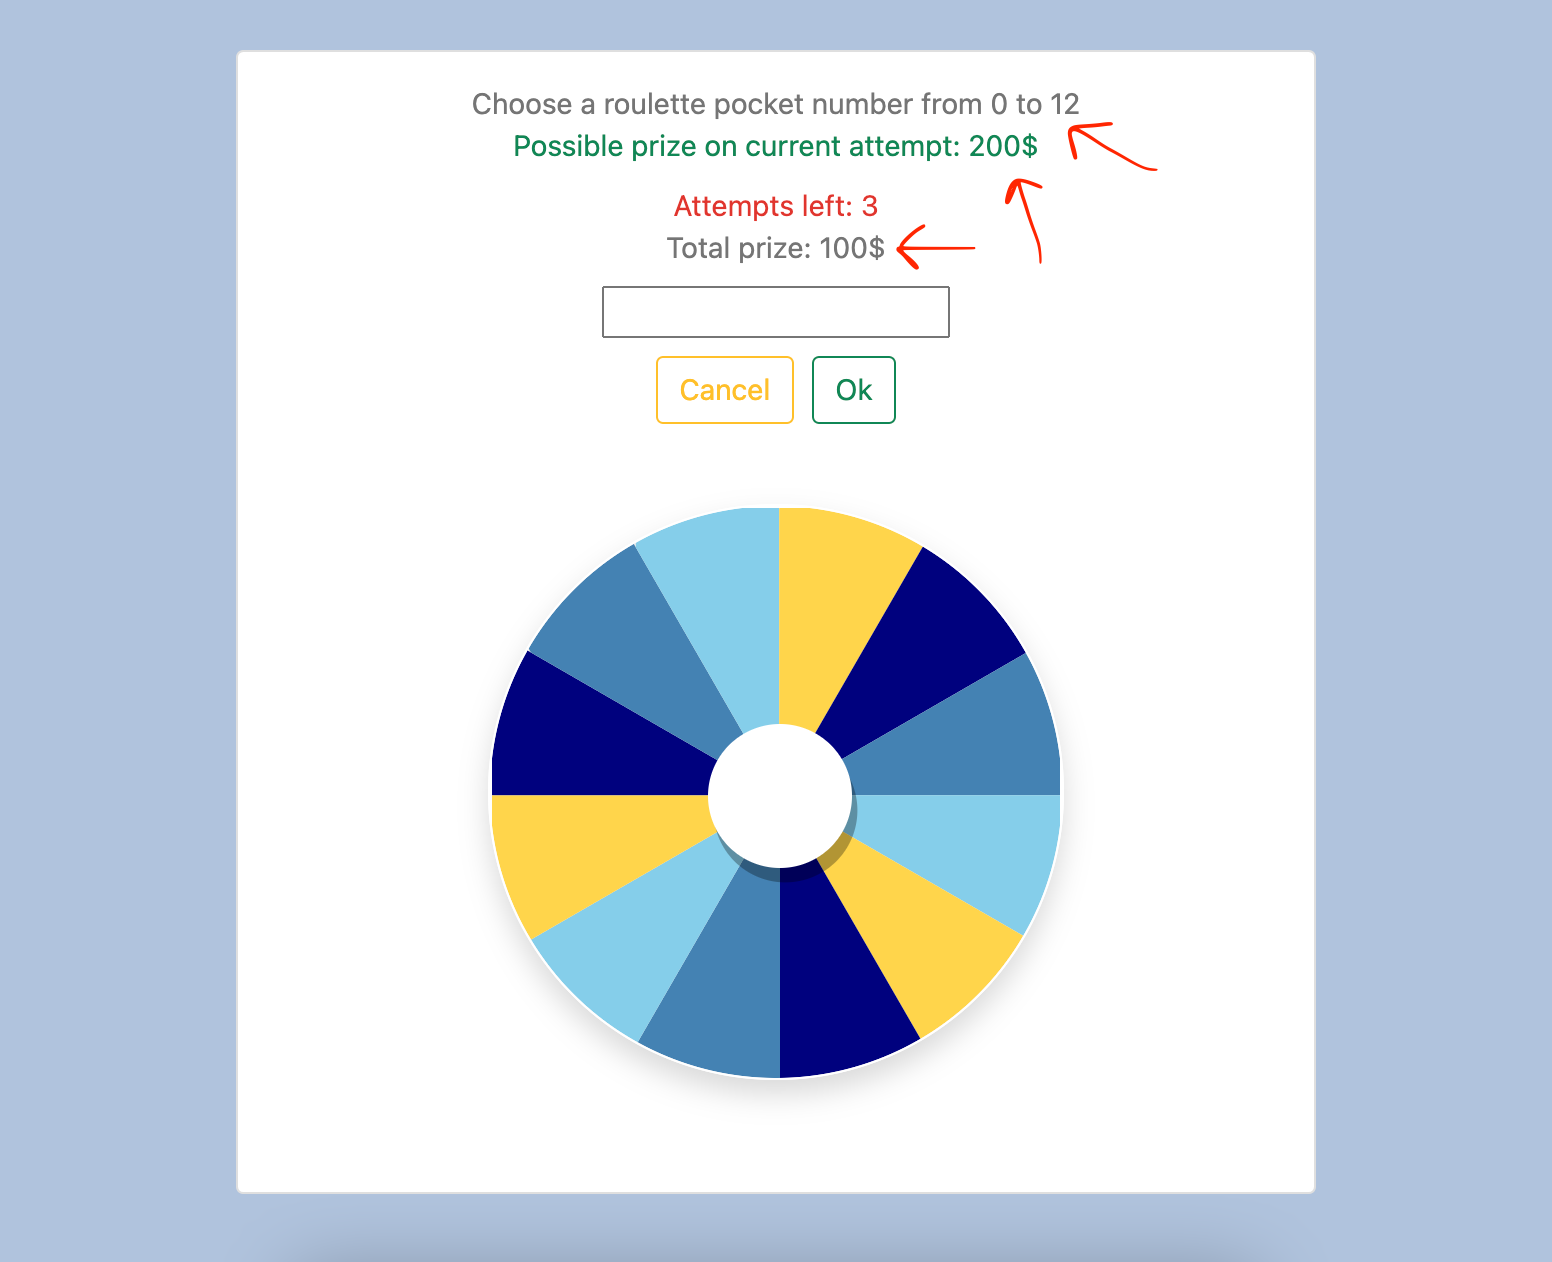 Choose a roulette pocket number from 0 to 12
Possible prize on current attempt: 200$
Attempts left: 3
Total prize: 100$
Cancel Ok